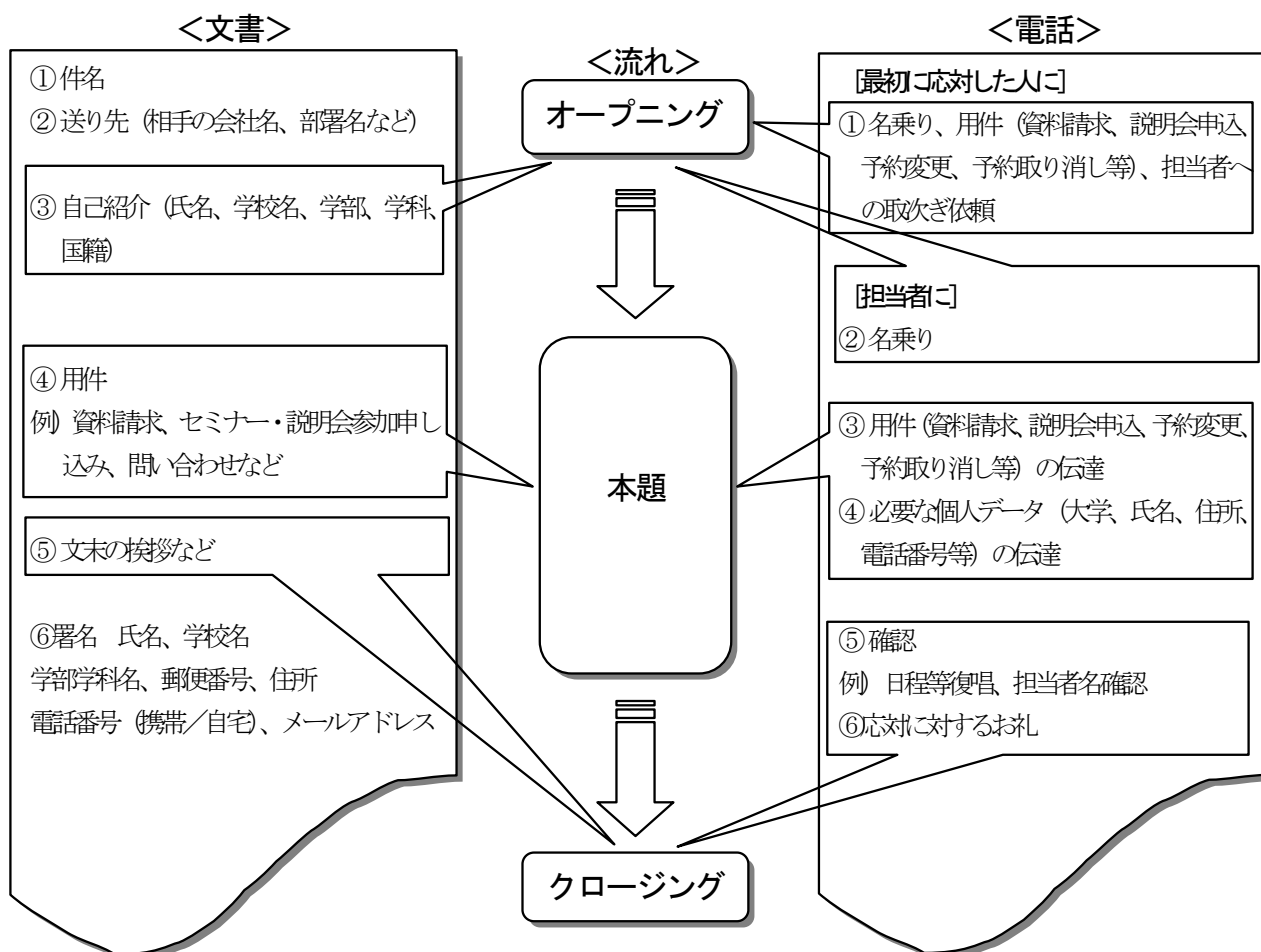 ＜文書＞
①件名
②送り先（相手の会社名、部署名など）
③自己紹介（氏名、学校名、学部、学科、
国籍）
④用件
例）資料請求、セミナー・説明会参加申し
込み、問い合わせなど
⑤文末の挨拶など
⑥署名　氏名、学校名
学部学科名、郵便番号、住所
電話番号（携帯／自宅）、メールアドレス
＜流れ＞
オープニング
本題
クロージング
＜電話＞
［最初に応対した人に］
①名乗り、用件（資料請求、説明会申込、
予約変更、予約取り消し等）、担当者へ
の取次ぎ依頼
［担当者に］
②名乗り
③用件（資料請求、説明会申込、予約変更、
予約取り消し等）の伝達
④必要な個人データ（大学、氏名、住所、
電話番号等）の伝達
⑤確認
例）日程等復唱、担当者名確認
⑥応対に対するお礼